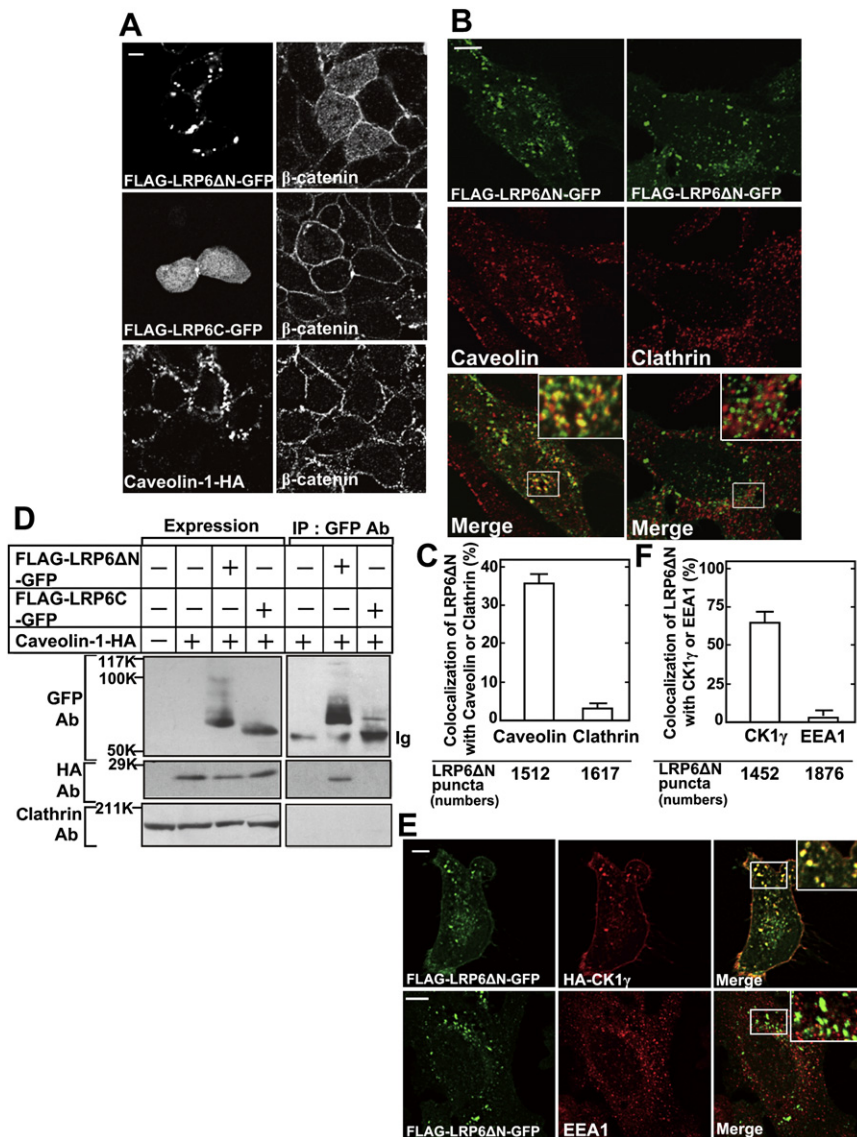 A
FLAG-LRP6ΔN-GFP
β-catenin
FLAG-LRP6C-GFP
β-catenin
Caveolin-1-HA
β-catenin
B
FLAG-LRP6ΔN-GFP
FLAG-LRP6ΔN-GFP
Caveolin
Clathrin
Merge
Merge
D
Expression
IP : GFP Ab
FLAG-LRP6ΔN
-GFP
– – + – – + –
FLAG-LRP6C
-GFP
– – – + – – +
Caveolin-1-HA
– + + + + + +
117K
100K
GFP
Ab
50K
Ig
29K
HA
Ab
211K
Clathrin
Ab
C
Colocalization of LRP6ΔN
with Caveolin or Clathrin (%)
40
20
0
Caveolin Clathrin
LRP6ΔN
puncta
(numbers)
1512 1617
F
Colocalization of LRP6ΔN
with CK1γ or EEA1 (%)
100
75
50
25
0
CK1γ EEA1
LRP6ΔN
puncta
(numbers)
1452 1876
E
FLAG-LRP6ΔN-GFP
HA-CK1γ
Merge
FLAG-LRP6ΔN-GFP
EEA1
Merge